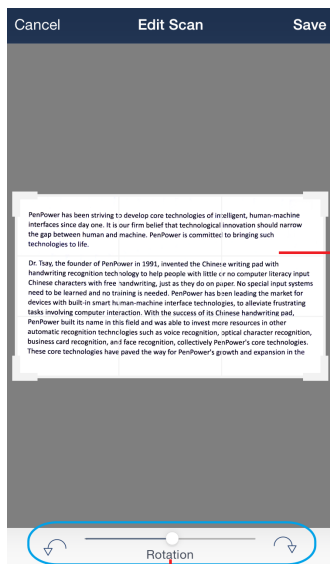 Cancel Edit Scan Save
PenPower has been striving to develop core technologies of intelligent, human-machine
interfaces since day one. It is our firm belief that technological innovation should narrow
the gap between human and machine. PenPower is committed to bringing such
technologies to life.
Dr. Tsay, the founder of PenPower in 1991, invented the Chinese writing pad with
handwriting recognition technology to help people with little or no computer literacy input
Chinese characters with free handwriting, just as they do on paper. No special input systems
need to be learned and no training is needed. PenPower has been leading the market for
devices with built-in smart human-machine interface technologies, to alleviate frustrating
tasks involving computer interaction. With the success of its Chinese handwriting pad,
PenPower built its name in this field and was able to invest more resources in other
automatic recognition technologies such as voice recognition, optical character recognition,
business card recognition, and face recognition, collectively PenPower's core technologies.
These core technologies have paved the way for PenPower's growth and expansion in the
Rotation